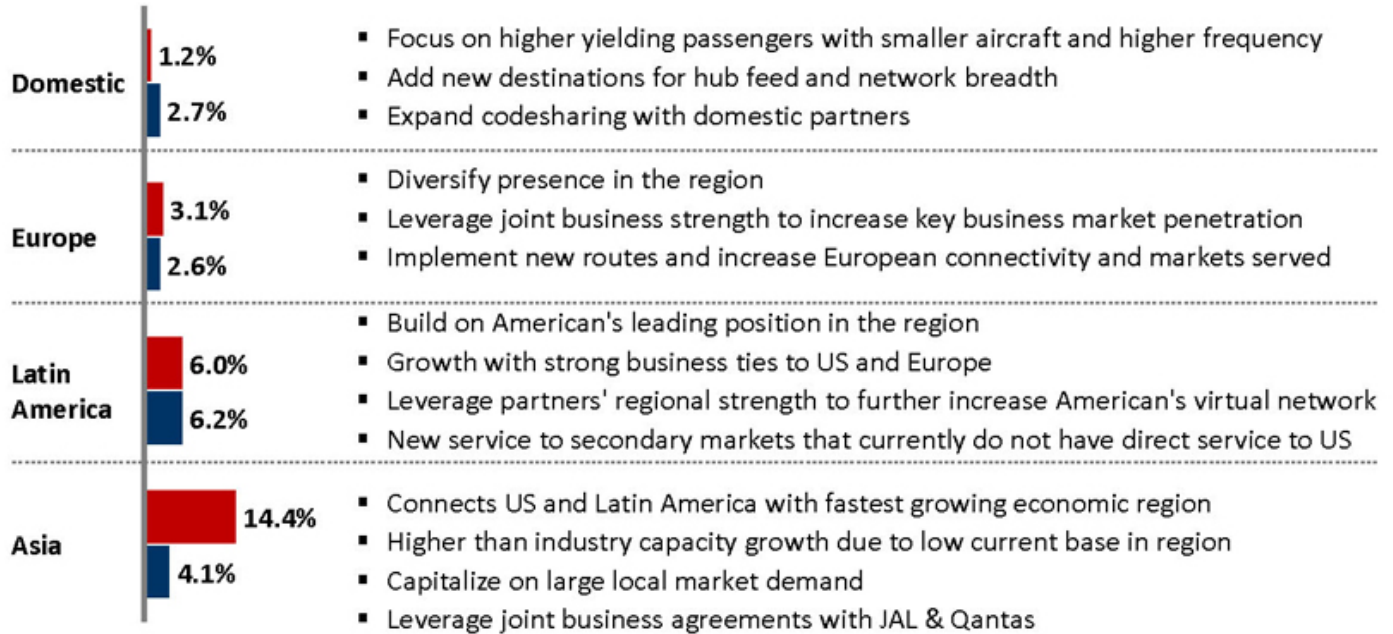 Domestic
1.2%
2.7%
▪ Focus on higher yielding passengers with smaller aircraft and higher frequency
▪ Add new destinations for hub feed and network breadth
▪ Expand codesharing with domestic partners
Europe
3.1%
2.6%
▪ Diversify presence in the region
▪ Leverage joint business strength to increase key business market penetration
▪ Implement new routes and increase European connectivity and markets served
Latin
America
6.0%
6.2%
▪ Build on American's leading position in the region
▪ Growth with strong business ties to US and Europe
▪ Leverage partners' regional strength to further increase American's virtual network
▪ New service to secondary markets that currently do not have direct service to US
Asia
14.4%
4.1%
▪ Connects US and Latin America with fastest growing economic region
▪ Higher than industry capacity growth due to low current base in region
▪ Capitalize on large local market demand
▪ Leverage joint business agreements with JAL & Qantas